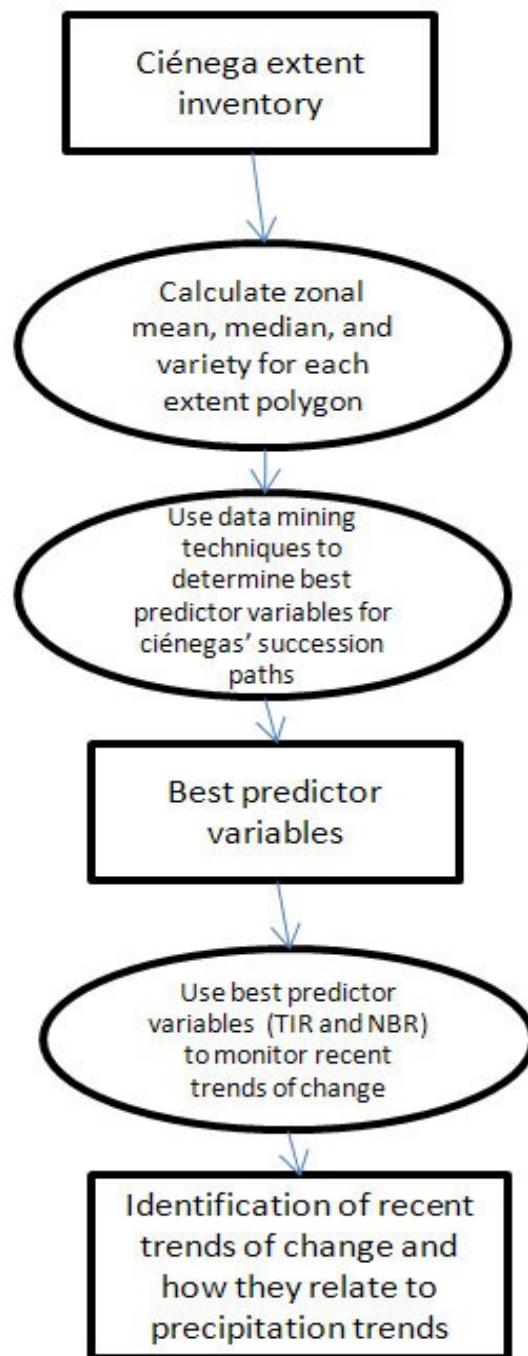 Ciénega extent
inventory
Calculate zonal
mean, median, and
variety for each
extent polygon
Use data mining
techniques to
determine best
predictor variables for
ciénegas’ succession
paths
Best predictor
variables
Use best predictor
variables (TIR and NBR)
to monitor recent
trends of change
Identification of recent
trends of change and
how they relate to
precipitation trends